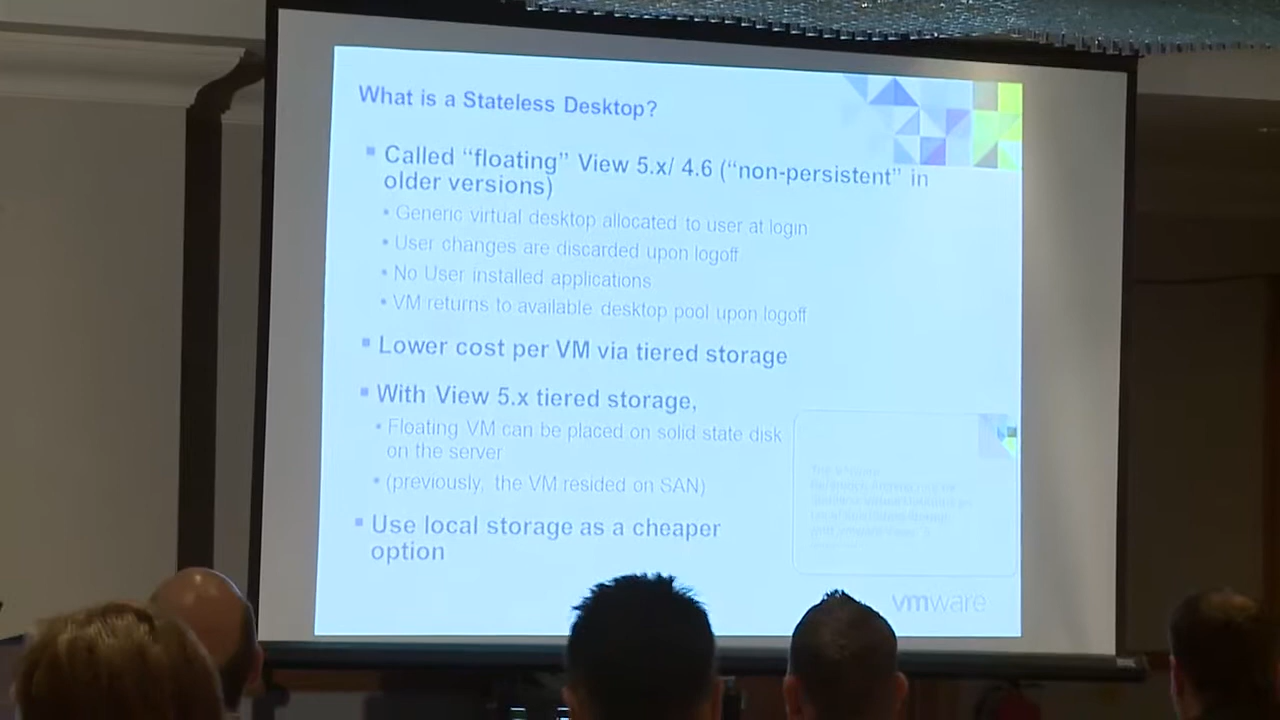 What is a Stateless Desktop?
▪ Called “floating” View 5.x/ 4.6 (“non-persistent” in
older versions)
• Generic virtual desktop allocated to user at login
• User changes are discarded upon logoff
• No User installed applications
• VM returns to available desktop pool upon logoff
▪ Lower cost per VM via tiered storage
▪ With View 5.x tiered storage,
• Floating VM can be placed on solid state disk
on the server
• (previously, the VM resided on SAN)
▪ Use local storage as a cheaper
option
vmware